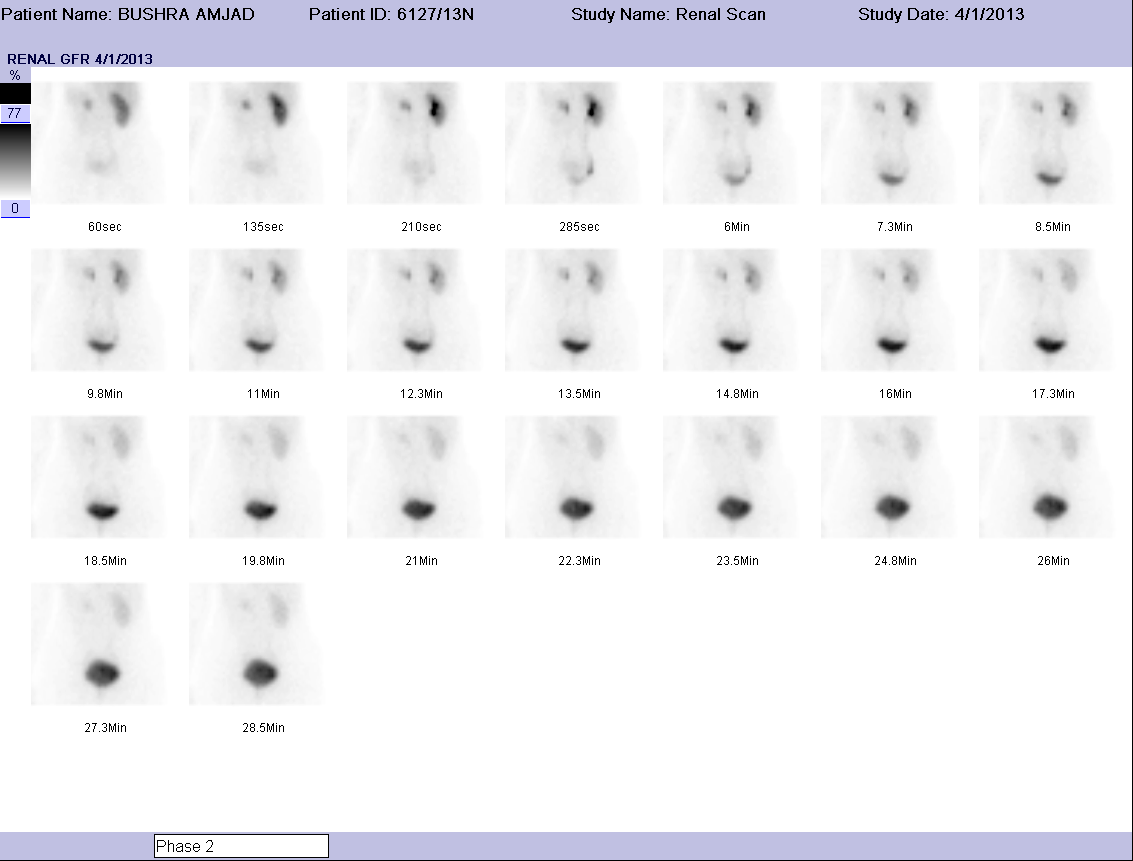 Patient Name: BUSHRA AMJAD Patient ID: 6127/13N Study Name: Renal Scan Study Date: 4/1/2013
RENAL GFR 4/1/2013
%
77
0
60sec 135sec 210sec 285sec 6Min 7.3Min 8.5Min
9.8Min 11Min 12.3Min 13.5Min 14.8Min 16Min 17.3Min
18.5Min 19.8Min 21Min 22.3Min 23.5Min 24.8Min 26Min
27.3Min 28.5Min
Phase 2